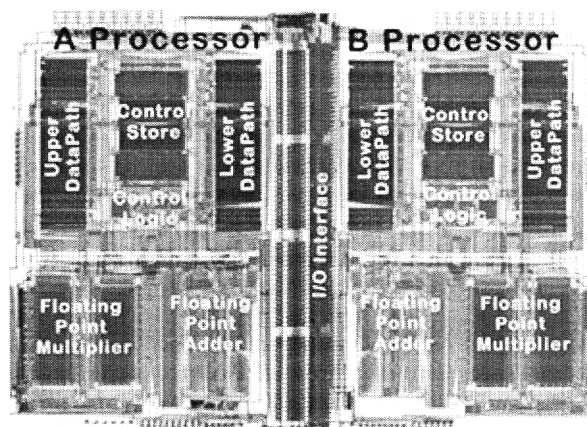 A Processor
B Processor
Upper
DataPath
Control
Store
Control
Logic
Lower
DataPath
I/O Interface
Lower
DataPath
Control
Store
Control
Logic
Upper
DataPath
Floating
Point
Multiplier
Floating
Point
Adder
Floating
Point
Adder
Floating
Point
Multiplier